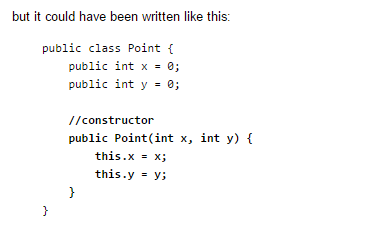 but it could have been written like this:
public class Point {
    public int x = 0;
    public int y = 0;

    //constructor
    public Point(int x, int y) {
        this.x = x;
        this.y = y;
    }
}